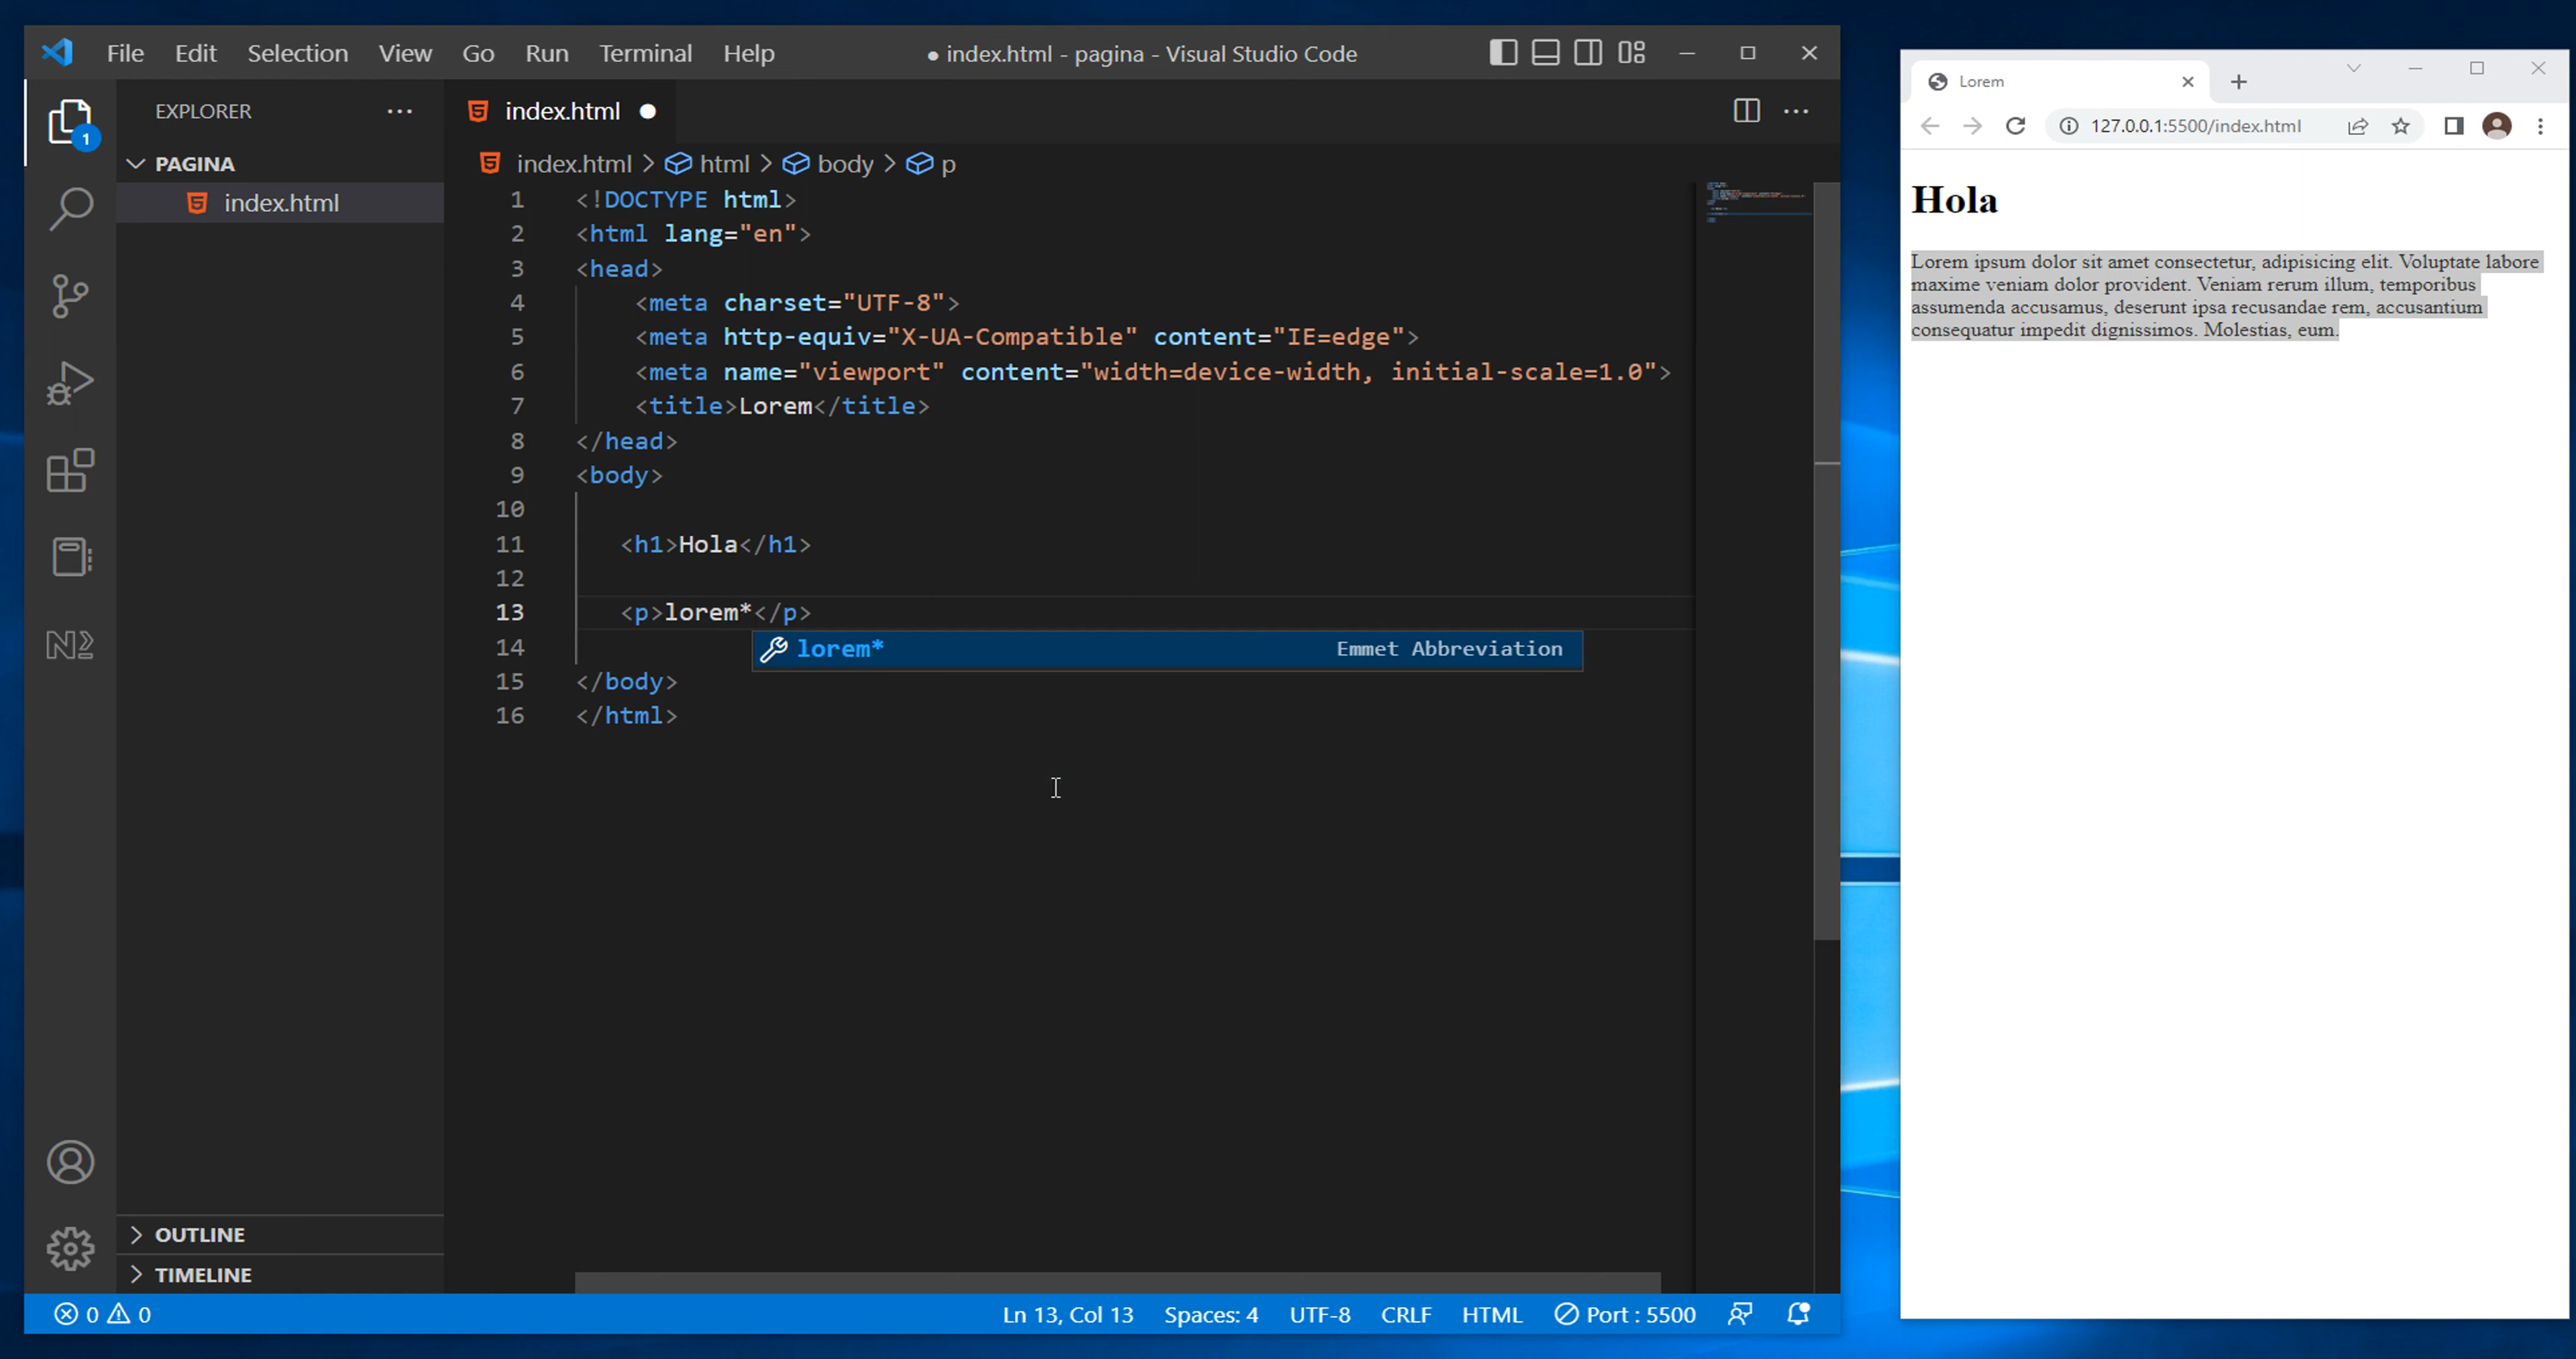 File Edit Selection View Go Run Terminal Help
● index.html - pagina - Visual Studio Code
EXPLORER
1
PAGINA
index.html
index.html
index.html > html > body > p
1 <!DOCTYPE html>
2 <html lang="en">
3 <head>
4 <meta charset="UTF-8">
5 <meta http-equiv="X-UA-Compatible" content="IE=edge">
6 <meta name="viewport" content="width=device-width, initial-scale=1.0">
7 <title>Lorem</title>
8 </head>
9 <body>
10
11 <h1>Hola</h1>
12
13 <p>lorem*</p>
lorem* Emmet Abbreviation
14
15 </body>
16 </html>
OUTLINE
TIMELINE
0 0
Ln 13, Col 13 Spaces: 4 UTF-8 CRLF HTML Port : 5500
Lorem
127.0.0.1:5500/index.html
Hola
Lorem ipsum dolor sit amet consectetur, adipisicing elit. Voluptate labore
maxime veniam dolor provident. Veniam rerum illum, temporibus
assumenda accusamus, deserunt ipsa recusandae rem, accusantium
consequatur impedit dignissimos. Molestias, eum.